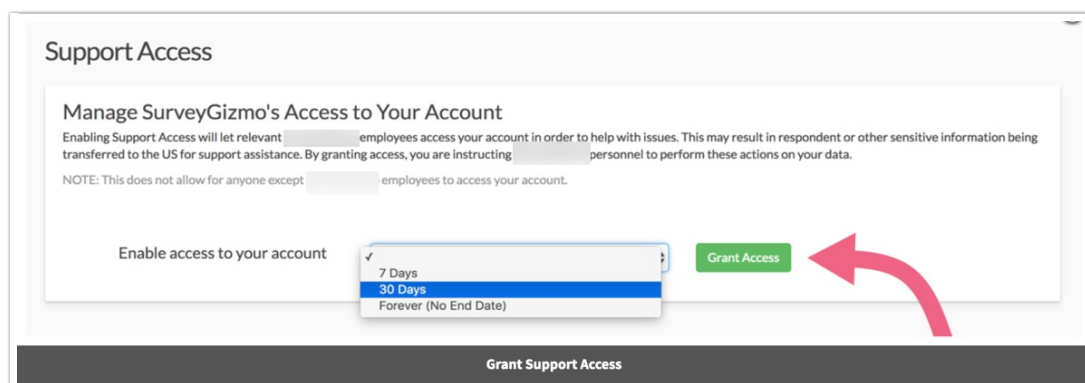 Support Access
Manage SurveyGizmo's Access to Your Account
Enabling Support Access will let relevant employees access your account in order to help with issues. This may result in respondent or other sensitive information being
transferred to the US for support assistance. By granting access, you are instructing personnel to perform these actions on your data.
NOTE: This does not allow for anyone except employees to access your account.
Enable access to your account
✓
7 Days
30 Days
Forever (No End Date)
Grant Access
Grant Support Access